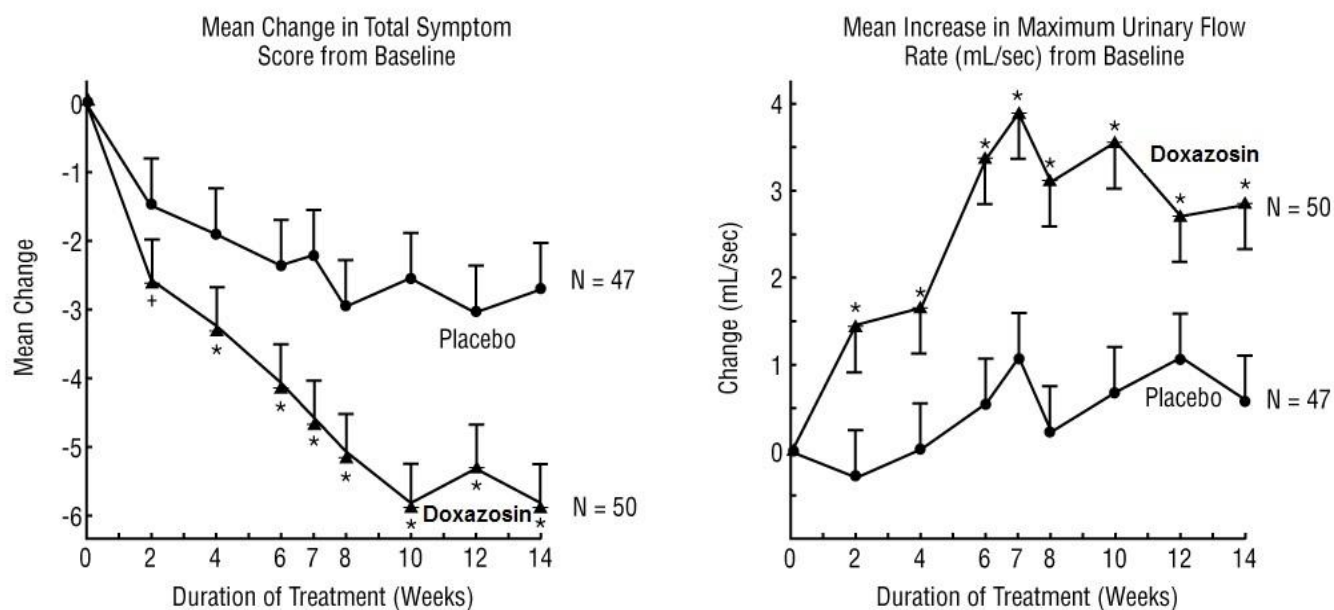 Mean Change in Total Symptom
Score from Baseline
0
-1
-2
-3
-4
-5
-6
Mean Change
N = 47
Placebo
+
*
*
*
*
*
*
*
Doxazosin
N = 50
0 2 4 6 7 8 10 12 14
Duration of Treatment (Weeks)
Mean Increase in Maximum Urinary Flow
Rate (mL/sec) from Baseline
4
3
2
1
0
Change (mL/sec)
*
*
*
*
*
*
*
*
Doxazosin
N = 50
Placebo
N = 47
0 2 4 6 7 8 10 12 14
Duration of Treatment (Weeks)